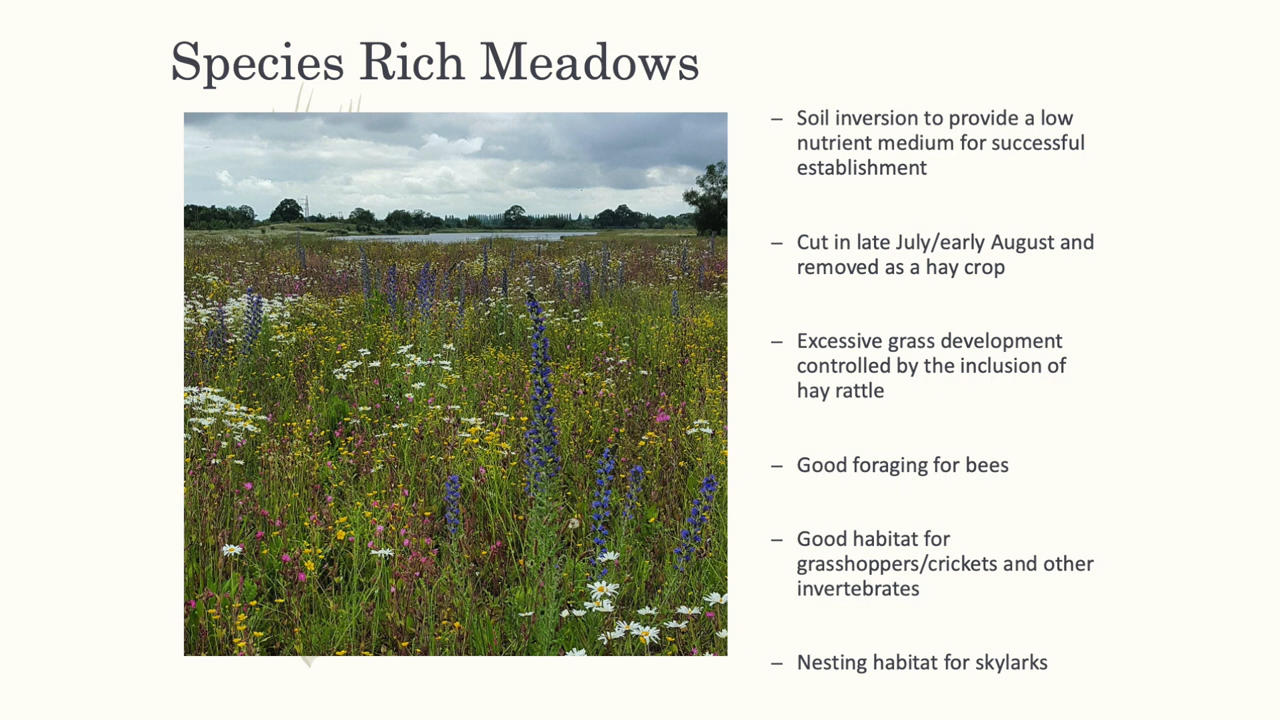 Species Rich Meadows
– Soil inversion to provide a low
nutrient medium for successful
establishment
– Cut in late July/early August and
removed as a hay crop
– Excessive grass development
controlled by the inclusion of
hay rattle
– Good foraging for bees
– Good habitat for
grasshoppers/crickets and other
invertebrates
– Nesting habitat for skylarks